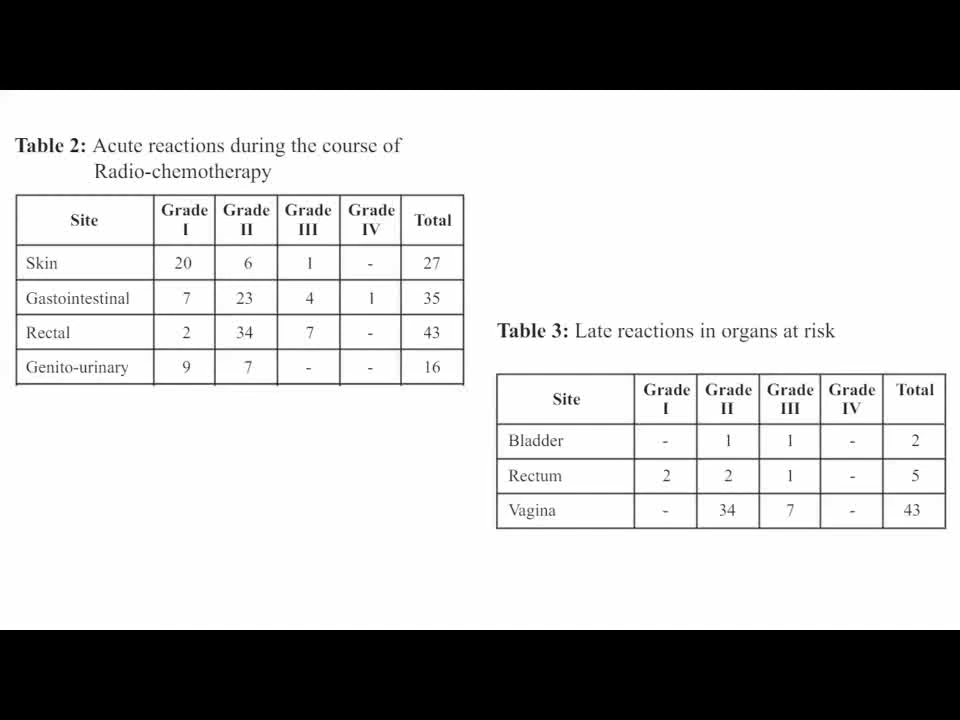 Table 2: Acute reactions during the course of
Radio-chemotherapy
Site Grade I Grade II Grade III Grade IV Total
Skin 20 6 1 - 27
Gastointestinal 7 23 4 1 35
Rectal 2 34 7 - 43
Genito-urinary 9 7 - - 16
Table 3: Late reactions in organs at risk
Site Grade I Grade II Grade III Grade IV Total
Bladder - 1 1 - 2
Rectum 2 2 1 - 5
Vagina - 34 7 - 43